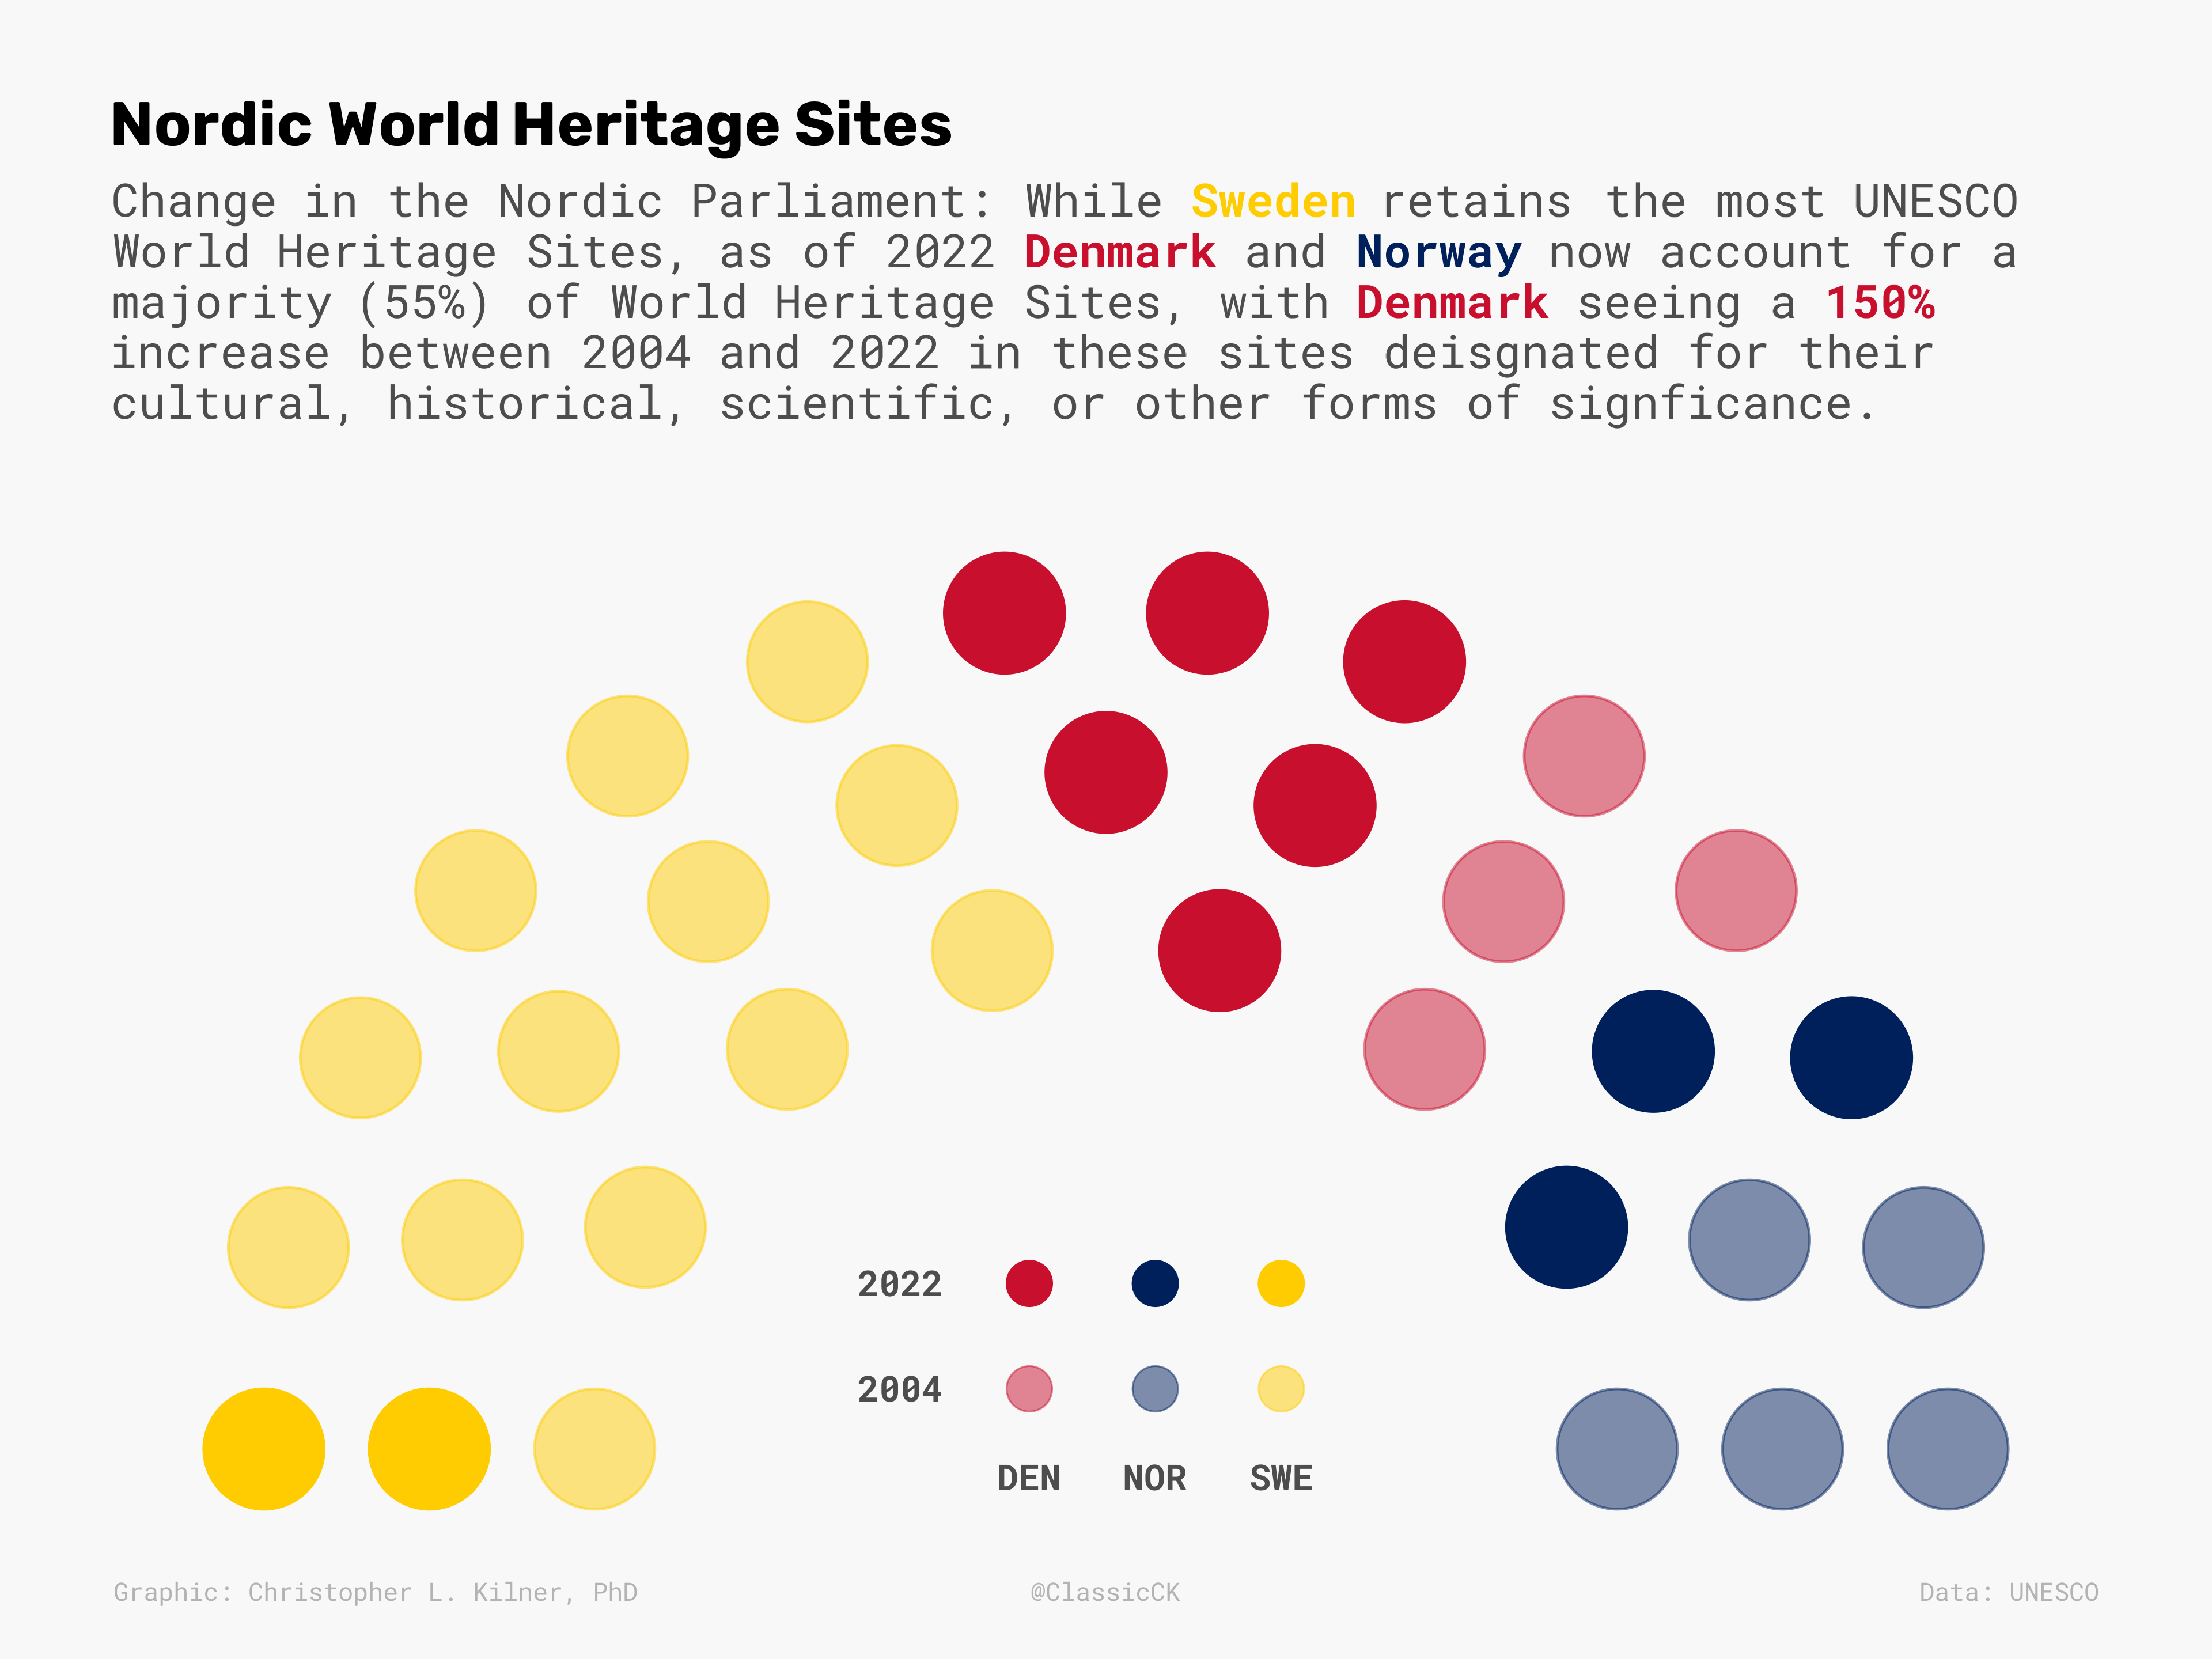 Nordic World Heritage Sites
Change in the Nordic Parliament: While Sweden retains the most UNESCO
World Heritage Sites, as of 2022 Denmark and Norway now account for a
majority (55%) of World Heritage Sites, with Denmark seeing a 150%
increase between 2004 and 2022 in these sites deisgnated for their
cultural, historical, scientific, or other forms of signficance.
2022
2004
DEN NOR SWE
Graphic: Christopher L. Kilner, PhD @ClassicCK Data: UNESCO